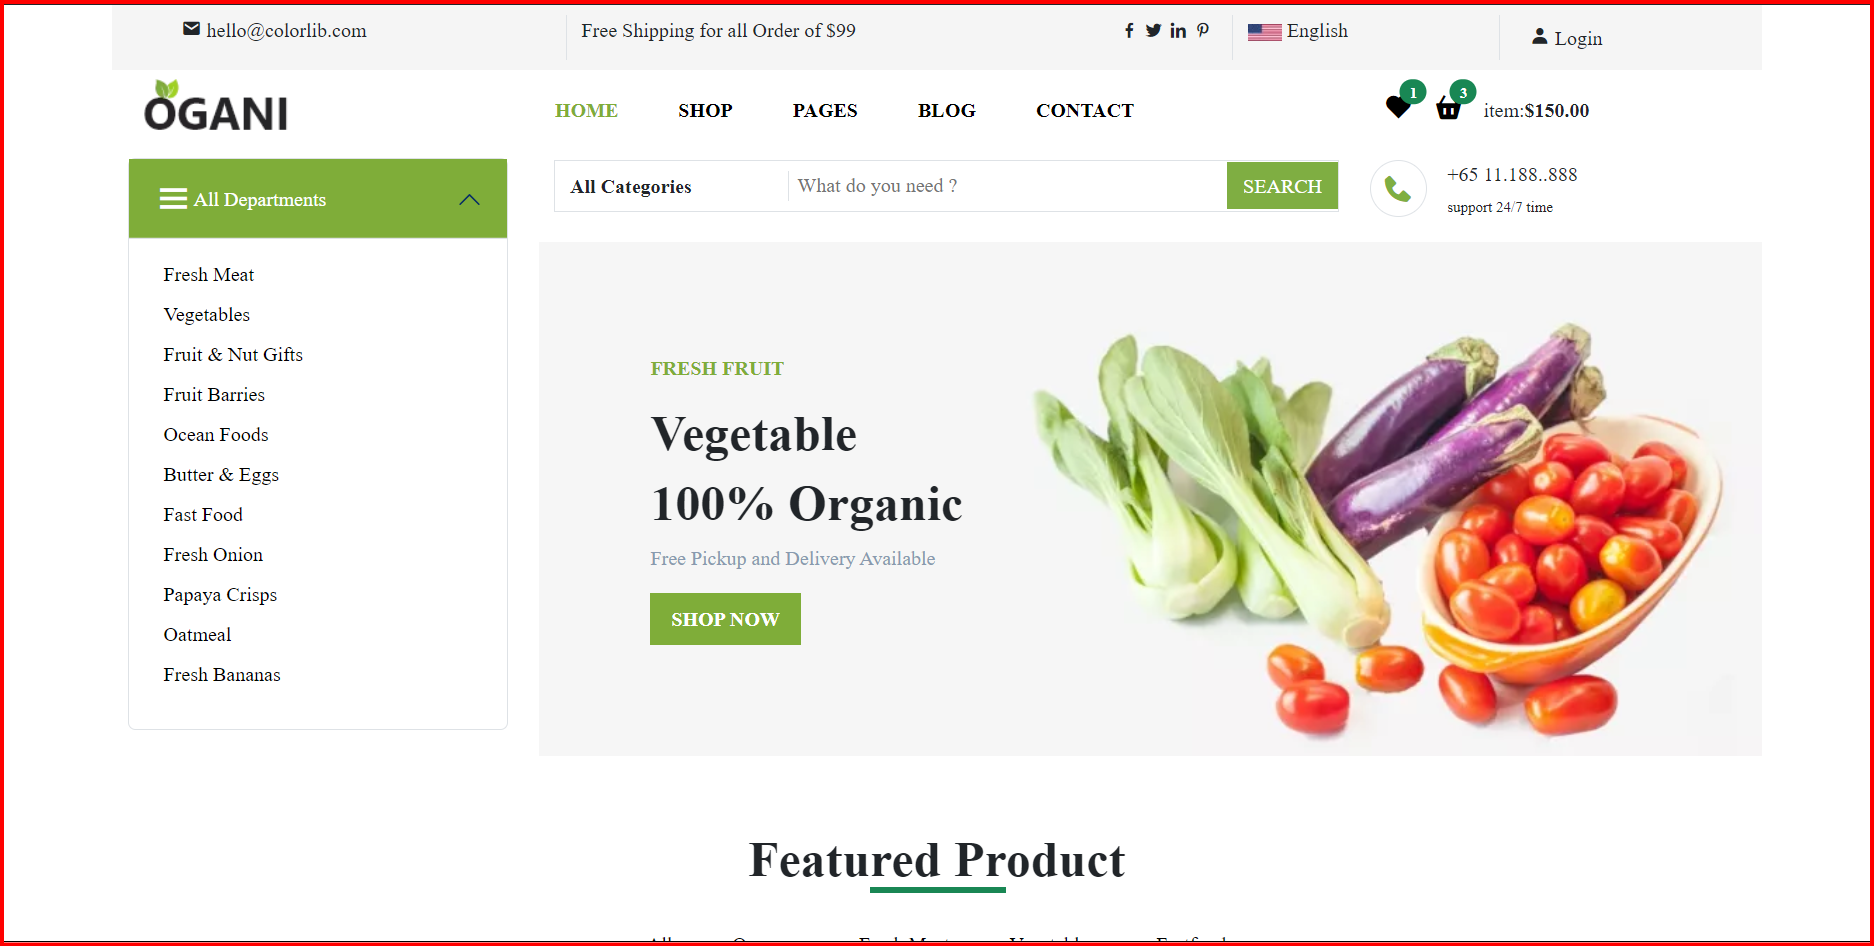 hello@colorlib.com
Free Shipping for all Order of $99
English
Login
OGANI
HOME
SHOP
PAGES
BLOG
CONTACT
1
3
item:$150.00
All Departments
All Categories
What do you need ?
SEARCH
+65 11.188..888
support 24/7 time
Fresh Meat
Vegetables
Fruit & Nut Gifts
Fruit Barries
Ocean Foods
Butter & Eggs
Fast Food
Fresh Onion
Papaya Crisps
Oatmeal
Fresh Bananas
FRESH FRUIT
Vegetable
100% Organic
Free Pickup and Delivery Available
SHOP NOW
Featured Product